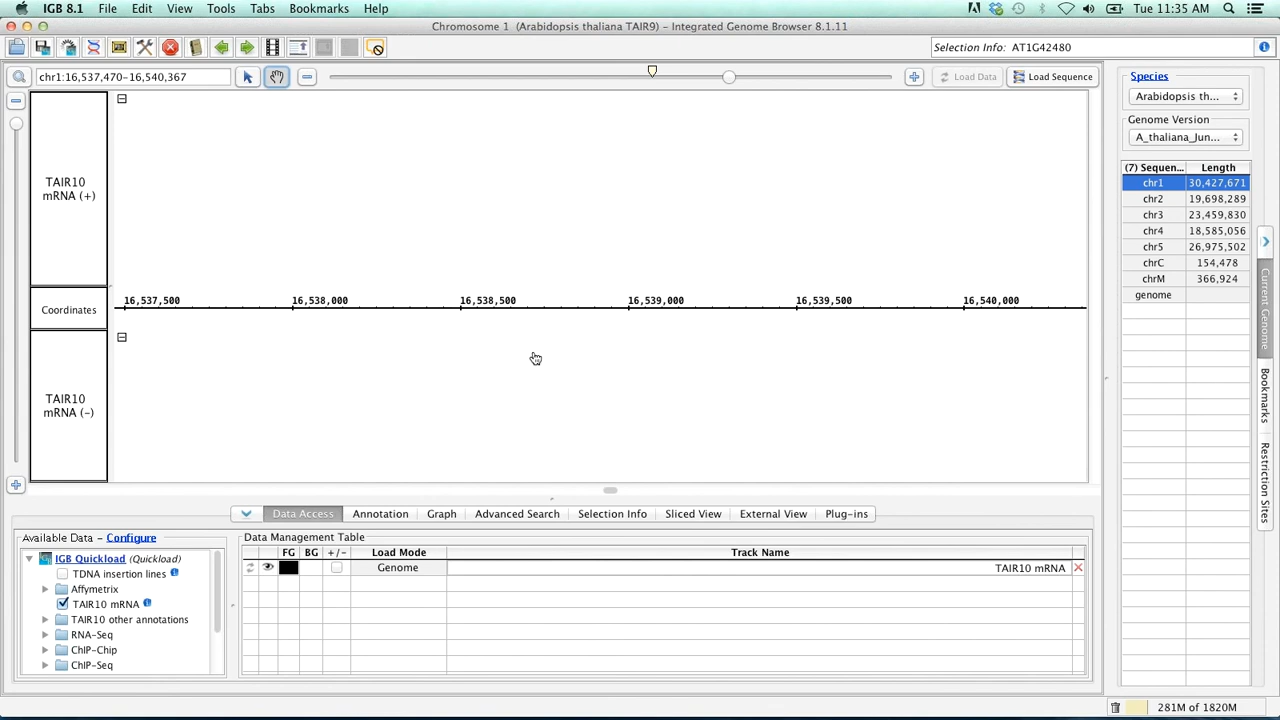 IGB 8.1 File Edit View Tools Tabs Bookmarks Help Tue 11:35 AM
Chromosome 1 (Arabidopsis thaliana TAIR9) - Integrated Genome Browser 8.1.11
Selection Info: AT1G42480
chr1:16,537,470-16,540,367
Load Data
Load Sequence
TAIR10
mRNA (+)
16,537,500 16,538,000 16,538,500 16,539,000 16,539,500 16,540,000
Coordinates
TAIR10
mRNA (-)
Species
Arabidopsis th...
Genome Version
A_thaliana_Jun...
(7) Sequen... Length
chr1 30,427,671
chr2 19,698,289
chr3 23,459,830
chr4 18,585,056
chr5 26,975,502
chrC 154,478
chrM 366,924
genome
Current Genome
Bookmarks
Restriction Sites
Data Access Annotation Graph Advanced Search Selection Info Sliced View External View Plug-ins
Available Data - Configure
IGB Quickload (Quickload)
TDNA insertion lines
Affymetrix
TAIR10 mRNA
TAIR10 other annotations
RNA-Seq
ChIP-Chip
ChIP-Seq
Data Management Table
FG BG +/- Load Mode Track Name
Genome TAIR10 mRNA
281M of 1820M